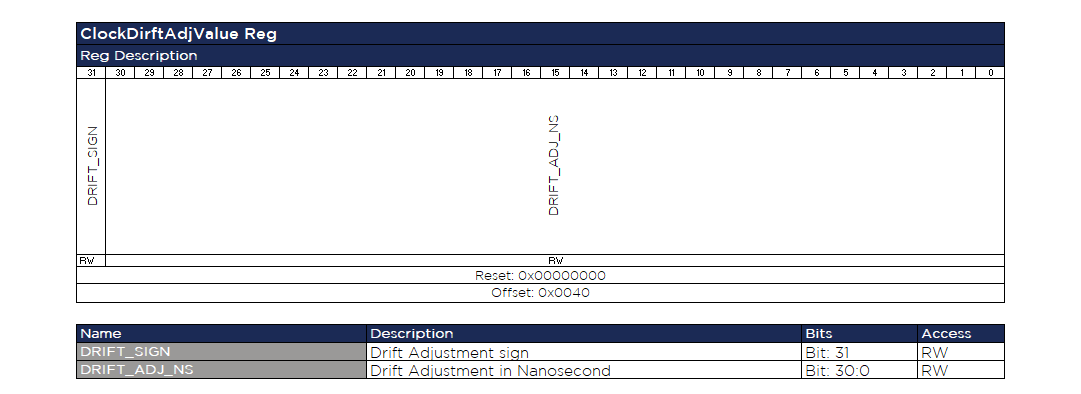 ClockDirftAdjValue Reg
Reg Description
31 30 29 28 27 26 25 24 23 22 21 20 19 18 17 16 15 14 13 12 11 10 9 8 7 6 5 4 3 2 1 0
DRIFT_SIGN DRIFT_ADJ_NS
RW RW
Reset: 0x00000000
Offset: 0x0040
Name Description Bits Access
DRIFT_SIGN Drift Adjustment sign Bit: 31 RW
DRIFT_ADJ_NS Drift Adjustment in Nanosecond Bit: 30:0 RW